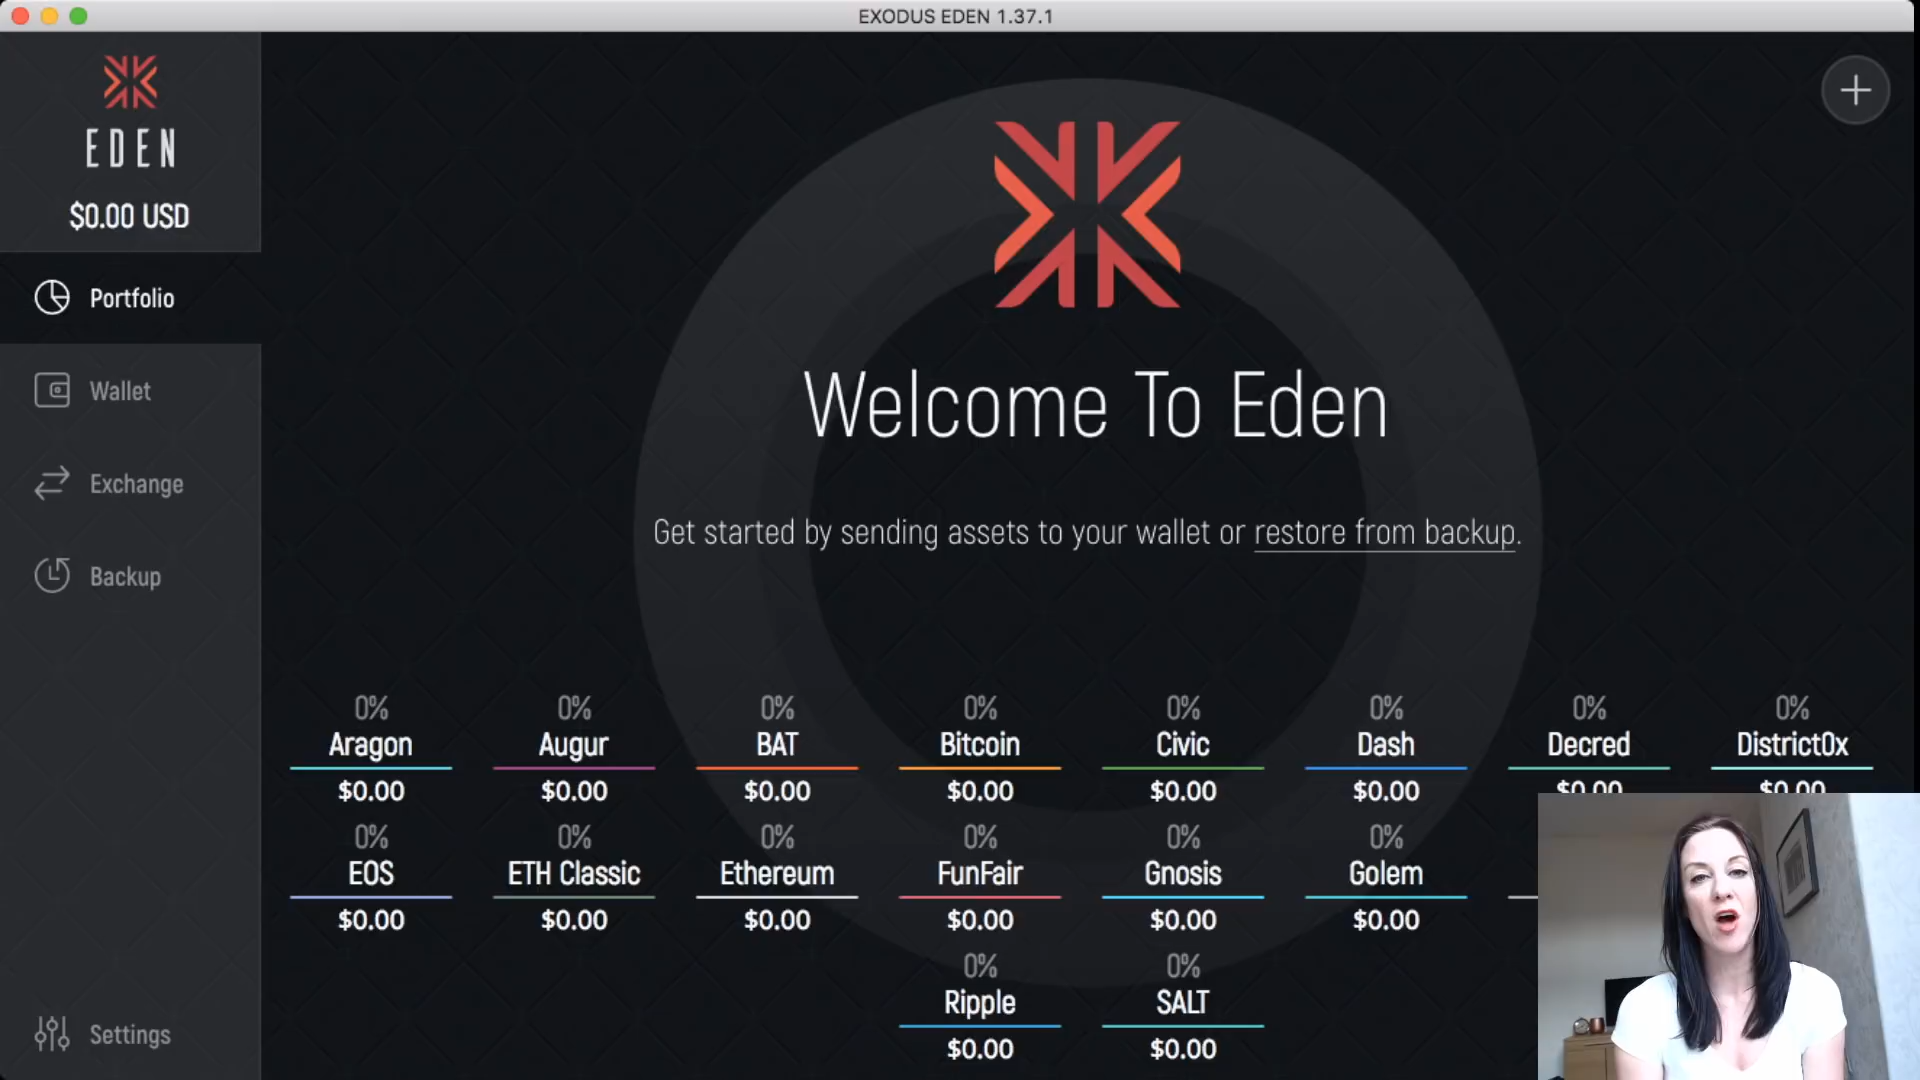 EXODUS EDEN 1.37.1
EDEN
$0.00 USD
Portfolio
Wallet
Exchange
Backup
Settings
Welcome To Eden
Get started by sending assets to your wallet or restore from backup.
0% 0% 0% 0% 0% 0% 0% 0%
Aragon Augur BAT Bitcoin Civic Dash Decred District0x
$0.00 $0.00 $0.00 $0.00 $0.00 $0.00 $0.00 $0.00
0% 0% 0% 0% 0% 0%
EOS ETH Classic Ethereum FunFair Gnosis Golem
$0.00 $0.00 $0.00 $0.00 $0.00 $0.00
0% 0%
Ripple SALT
$0.00 $0.00